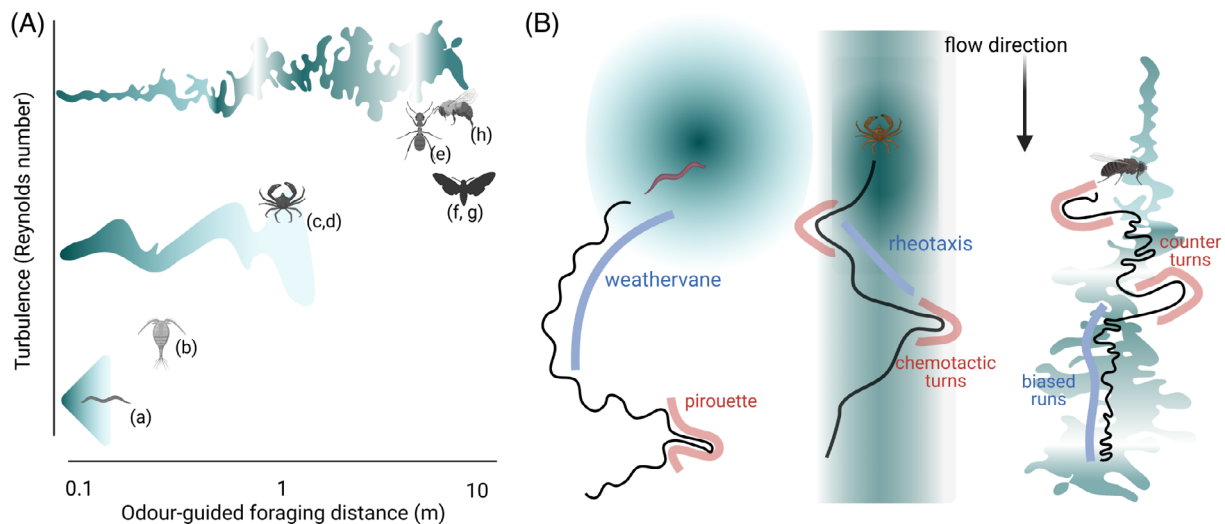 (A)
Turbulence (Reynolds number)
(h)
(e)
(f, g)
(c,d)
(b)
(a)
0.1
1
10
Odour-guided foraging distance (m)
(B)
flow direction
weathervane
pirouette
rheotaxis
chemotactic
turns
counter
turns
biased
runs